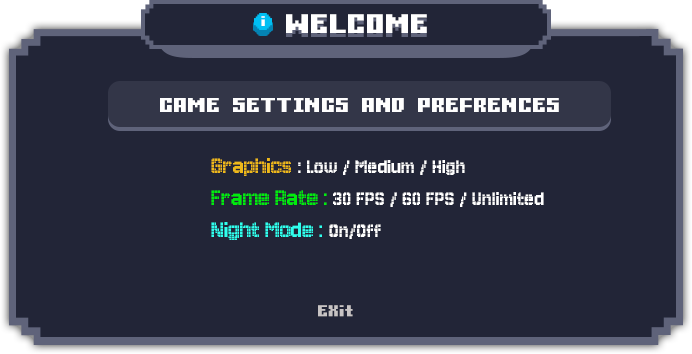 WELCOME
GAME SETTINGS AND PREFRENCES
Graphics : Low / Medium / High
Frame Rate : 30 FPS / 60 FPS / Unlimited
Night Mode : On/Off
Exit